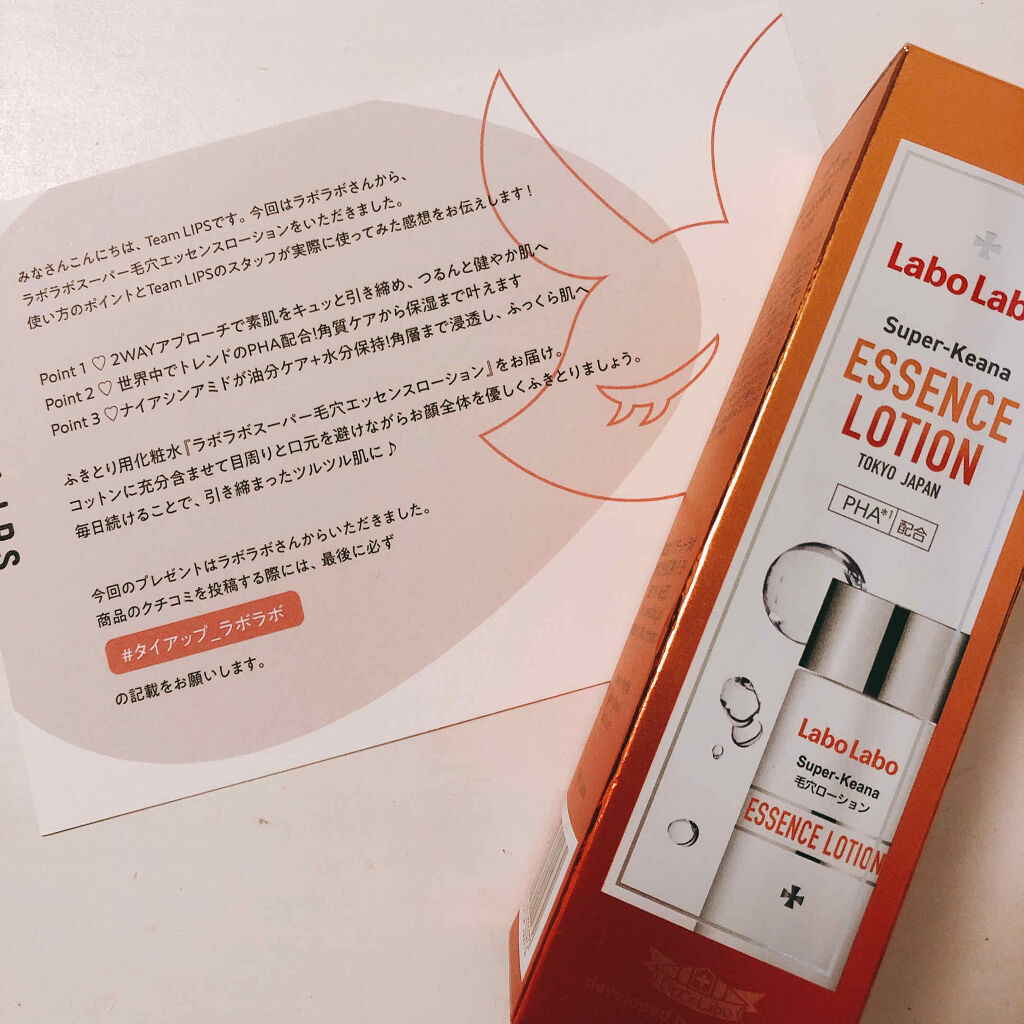 みなさんこんにちは、Team LIPSです。今回はラボラボさんから、
ラボラボスーパー毛穴エッセンスローションをいただきました。
使い方のポイントとTeam LIPSのスタッフが実際に使ってみた感想をお伝えします！
Point 1 ♡ 2WAYアプローチで素肌をキュッと引き締め、つるんと健やか肌へ
Point 2 ♡ 世界中でトレンドのPHA配合!角質ケアから保湿まで叶えます
Point 3 ♡ナイアシンアミドが油分ケア+水分保持!角層まで浸透し、ふっくら肌へ
ふきとり用化粧水『ラボラボスーパー毛穴エッセンスローション』をお届け。
コットンに充分含ませて目周りと口元を避けながらお顔全体を優しくふきとりましょう。
毎日続けることで、引き締まったツルツル肌に♪
今回のプレゼントはラボラボさんからいただきました。
商品のクチコミを投稿する際には、最後に必ず
#タイアップ_ラボラボ
の記載をお願いします。
LIPS
Labo Lab
Super-Keana
ESSENCE
LOTION
TOKYO JAPAN
PHA*1 配合
Labo Labo
Super-Keana
毛穴ローション
ESSENCE LOTION
Dr.Ci:Labo
developed b